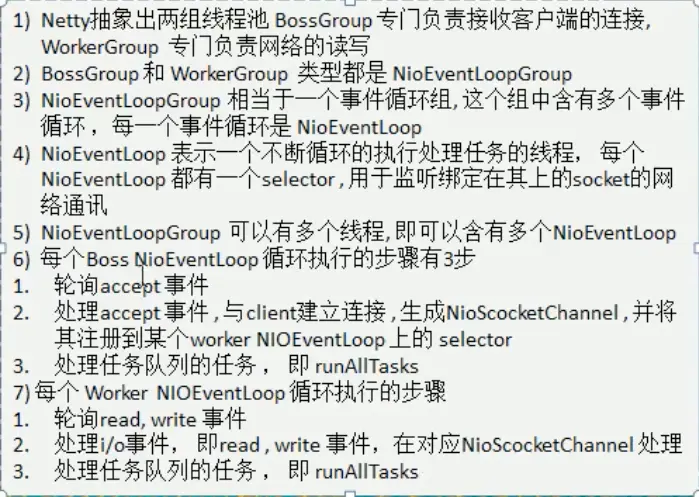 1) Netty抽象出两组线程池 BossGroup 专门负责接收客户端的连接,
WorkerGroup 专门负责网络的读写
2) BossGroup 和 WorkerGroup 类型都是 NioEventLoopGroup
3) NioEventLoopGroup 相当于一个事件循环组, 这个组中含有多个事件
循环 ，每一个事件循环是 NioEventLoop
4) NioEventLoop 表示一个不断循环的执行处理任务的线程， 每个
NioEventLoop 都有一个selector , 用于监听绑定在其上的socket的网
络通讯
5) NioEventLoopGroup 可以有多个线程, 即可以含有多个NioEventLoop
6) 每个Boss NioEventLoop 循环执行的步骤有3步
1. 轮询accept 事件
2. 处理accept 事件 , 与client建立连接 , 生成NioScocketChannel , 并将
其注册到某个worker NIOEventLoop 上的 selector
3. 处理任务队列的任务 ， 即 runAllTasks
7) 每个 Worker NIOEventLoop 循环执行的步骤
1. 轮询read, write 事件
2. 处理i/o事件， 即read , write 事件，在对应NioScocketChannel 处理
3. 处理任务队列的任务 ， 即 runAllTasks